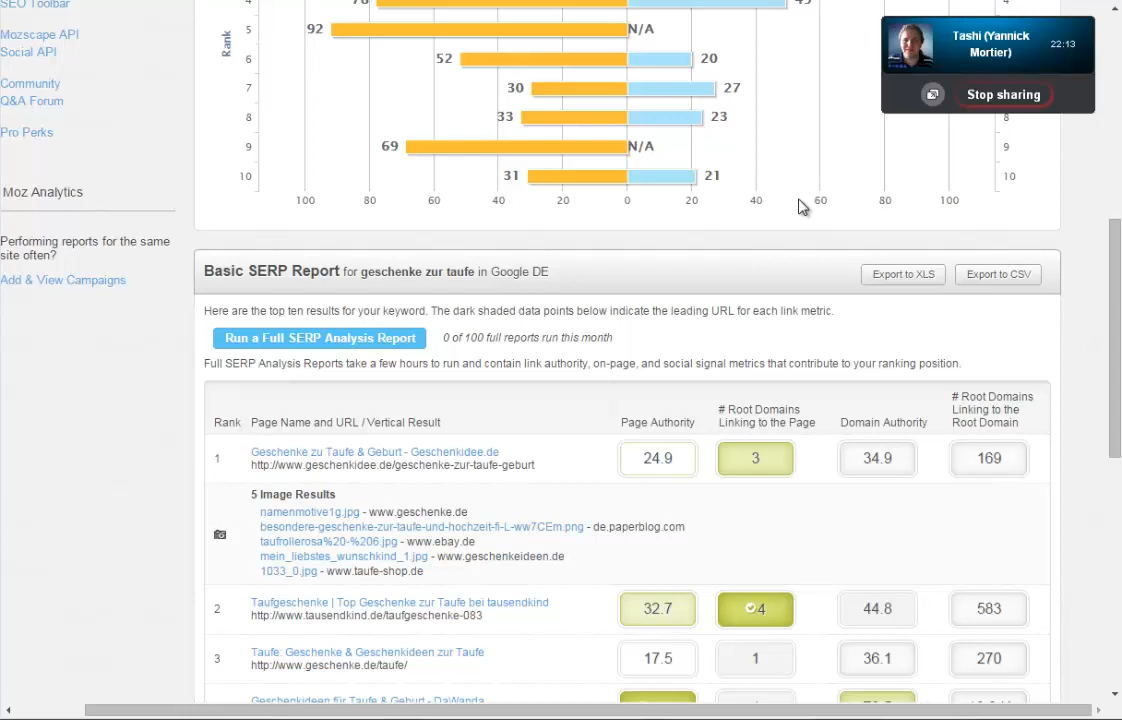 SEO Toolbar
Mozscape API
Social API
Community
Q&A Forum
Pro Perks
Moz Analytics
Performing reports for the same
site often?
Add & View Campaigns
Rank
4 78 45 4
5 92 N/A
6 52 20
7 30 27
8 33 23 8
9 69 N/A 9
10 31 21 10
100 80 60 40 20 0 20 40 60 80 100
Tashi (Yannick
Mortier)
22:13
Stop sharing
Basic SERP Report for geschenke zur taufe in Google DE
Export to XLS Export to CSV
Here are the top ten results for your keyword. The dark shaded data points below indicate the leading URL for each link metric.
Run a Full SERP Analysis Report 0 of 100 full reports run this month
Full SERP Analysis Reports take a few hours to run and contain link authority, on-page, and social signal metrics that contribute to your ranking position.
Rank Page Name and URL / Vertical Result Page Authority # Root Domains Linking to the Page Domain Authority # Root Domains Linking to the Root Domain
1 Geschenke zu Taufe & Geburt - Geschenkidee.de 24.9 3 34.9 169
http://www.geschenkidee.de/geschenke-zur-taufe-geburt
5 Image Results
namenmotive1g.jpg - www.geschenke.de
besondere-geschenke-zur-taufe-und-hochzeit-fi-L-ww7CEm.png - de.paperblog.com
taufrollerosa%20-%206.jpg - www.ebay.de
mein_liebstes_wunschkind_1.jpg - www.geschenkeideen.de
1033_0.jpg - www.taufe-shop.de
2 Taufgeschenke | Top Geschenke zur Taufe bei tausendkind 32.7 4 44.8 583
http://www.tausendkind.de/taufgeschenke-083
3 Taufe: Geschenke & Geschenkideen zur Taufe 17.5 1 36.1 270
http://www.geschenke.de/taufe/
Geschenkideen für Taufe & Geburt - DaWanda